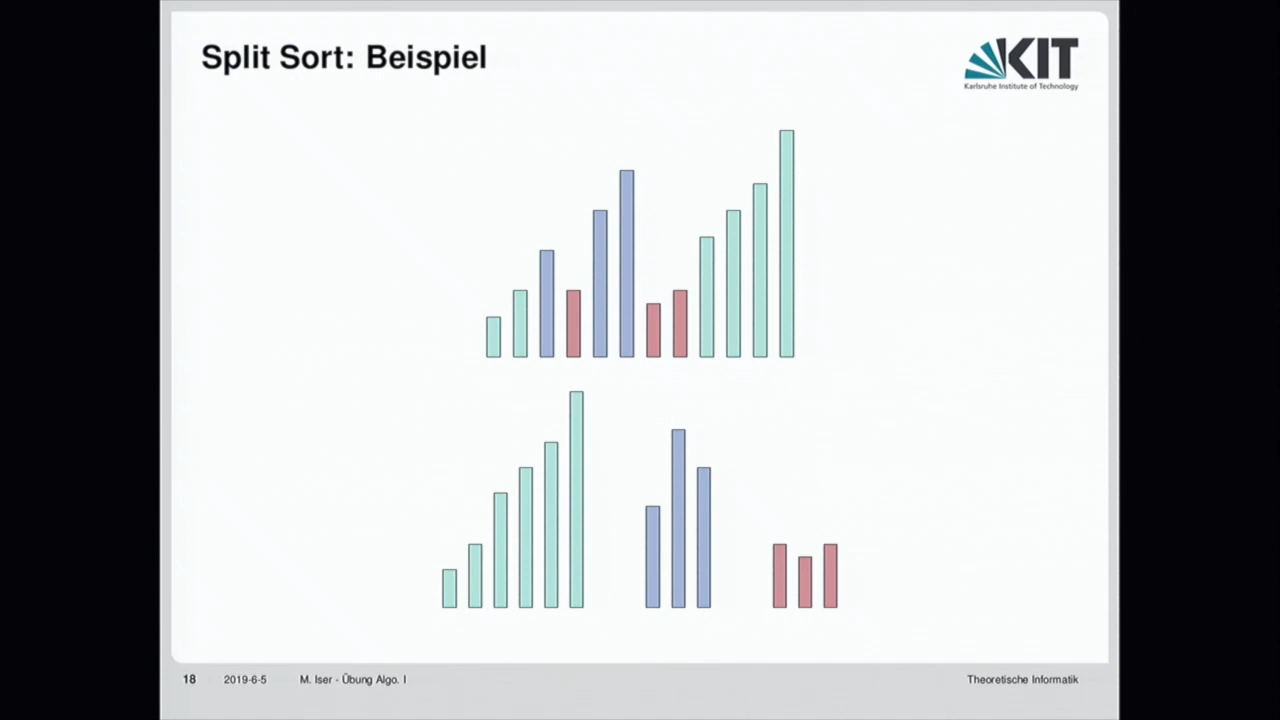 Split Sort: Beispiel
KIT
Karlsruhe Institute of Technology
18 2019-6-5 M. Iser - Übung Algo. I Theoretische Informatik